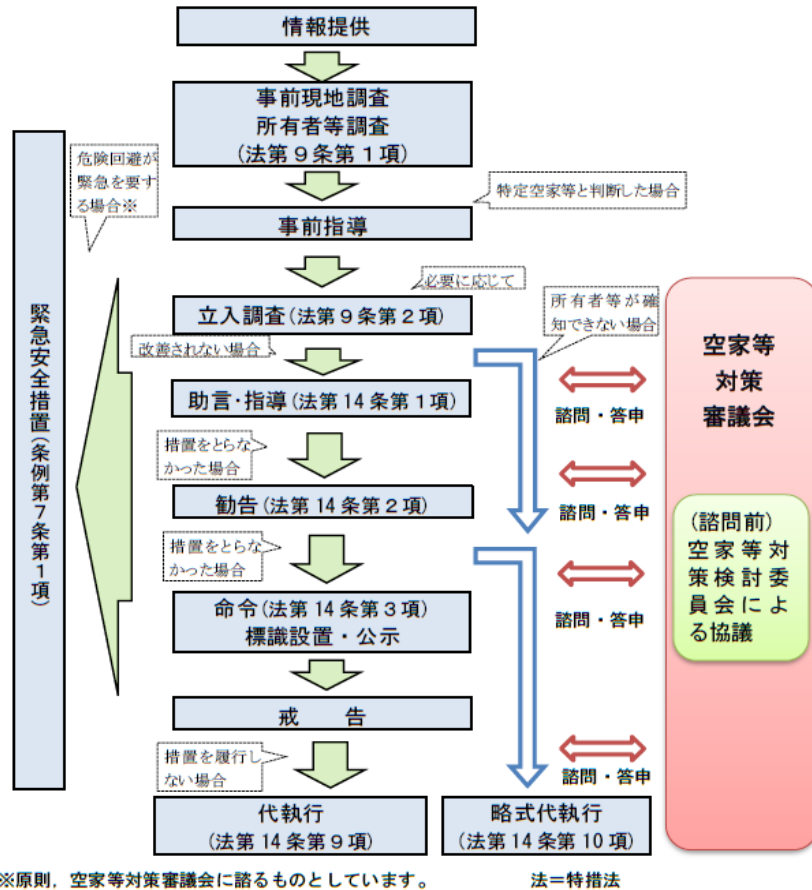 情報提供
事前現地調査
所有者等調査
(法第９条第１項)
危険回避が
緊急を要す
る場合※
特定空家等と判断した場合
事前指導
必要に応じて
立入調査(法第９条第２項)
所有者等が確
知できない場合
改善されない場合
助言・指導(法第14条第１項)
諮問・答申
措置をとらな
かった場合
勧告(法第14条第２項)
諮問・答申
措置をとらな
かった場合
命令(法第14条第３項)
標識設置・公示
諮問・答申
戒　　告
措置を履行し
ない場合
諮問・答申
代執行
(法第14条第９項)
略式代執行
(法第14条第10項)
緊急安全措置(条例第７条第１項)
空家等
対策
審議会
(諮問前)
空家等対
策検討委
員会によ
る協議
※原則，空家等対策審議会に諮るものとしています。
法＝特措法